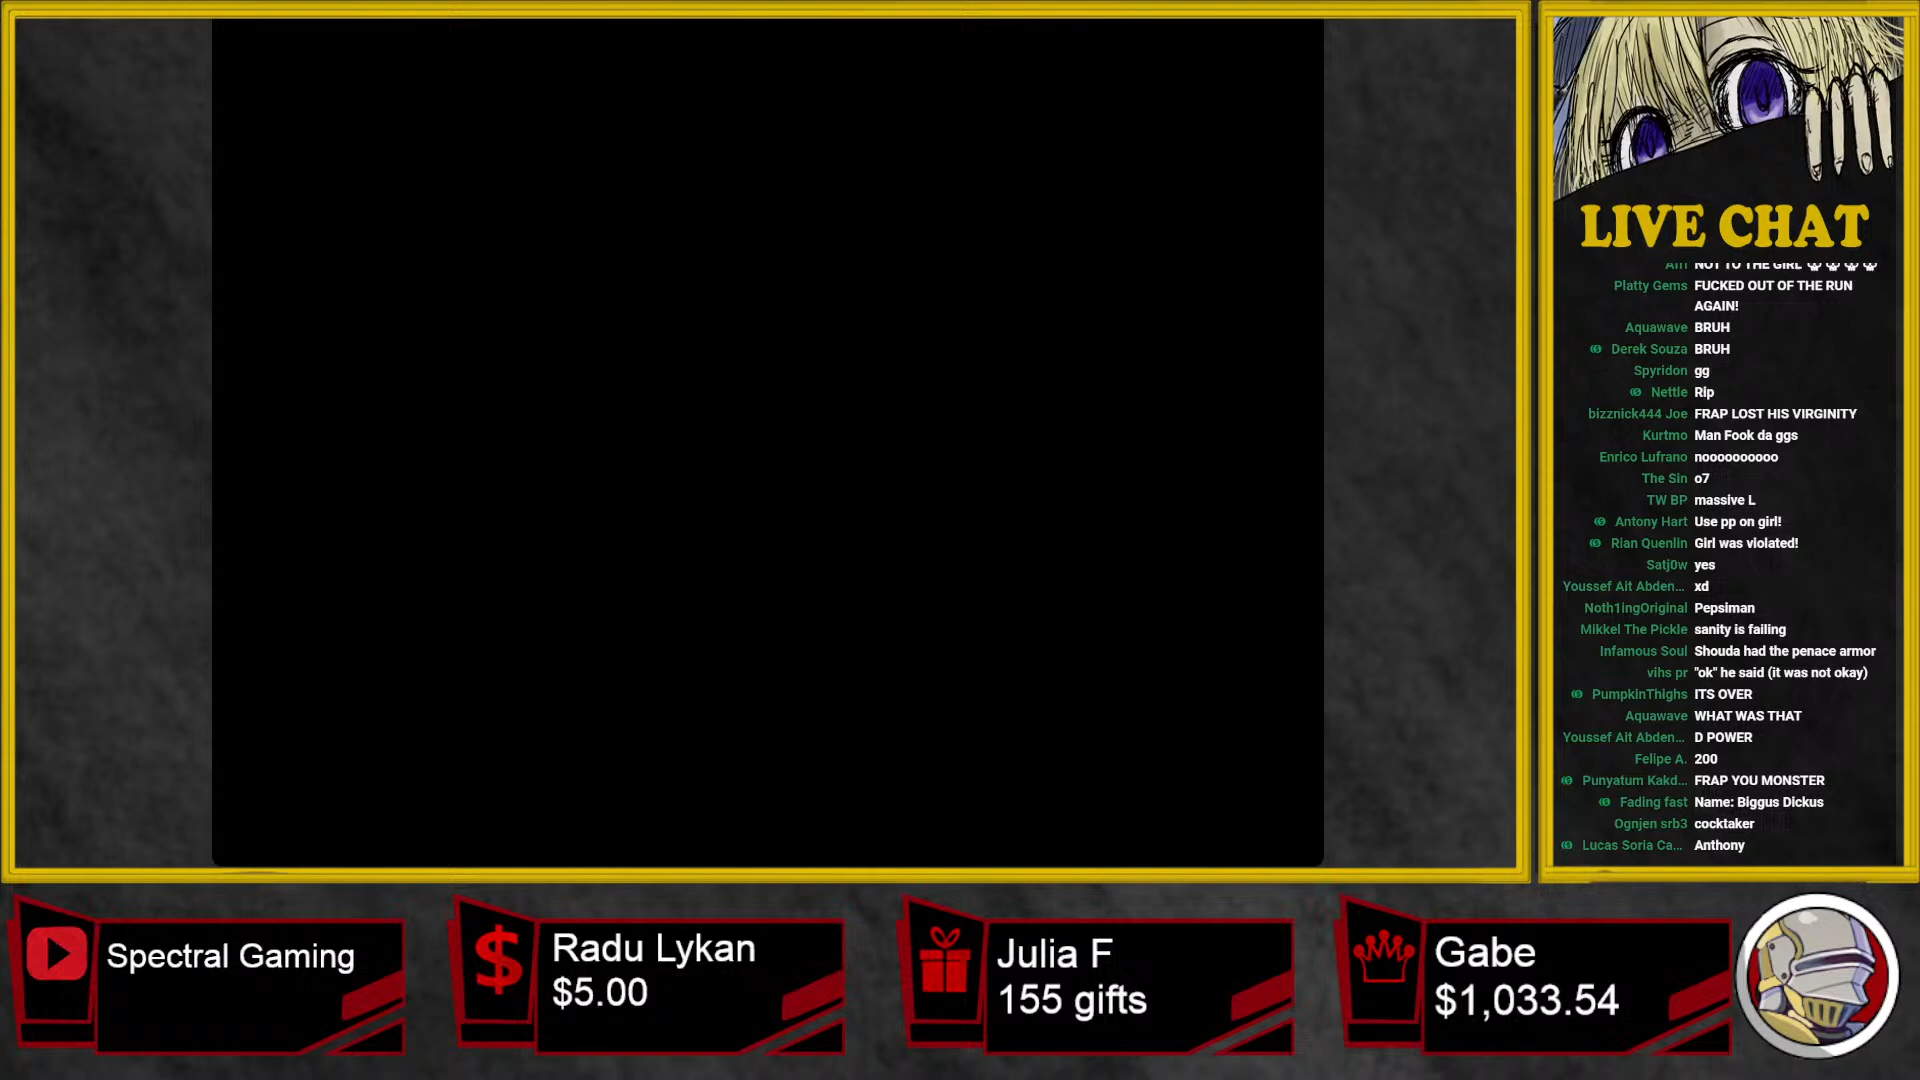 LIVE CHAT
Am NOT TO THE GIRL
Platty Gems FUCKED OUT OF THE RUN
AGAIN!
Aquawave BRUH
Derek Souza BRUH
Spyridon gg
Nettle Rip
bizznick444 Joe FRAP LOST HIS VIRGINITY
Kurtmo Man Fook da ggs
Enrico Lufrano noooooooooo
The Sin o7
TW BP massive L
Antony Hart Use pp on girl!
Rian Quenlin Girl was violated!
Satj0w yes
Youssef Ait Abden... xd
Noth1ingOriginal Pepsiman
Mikkel The Pickle sanity is failing
Infamous Soul Shouda had the penace armor
vihs pr "ok" he said (it was not okay)
PumpkinThighs ITS OVER
Aquawave WHAT WAS THAT
Youssef Ait Abden... D POWER
Felipe A. 200
Punyatum Kakd... FRAP YOU MONSTER
Fading fast Name: Biggus Dickus
Ognjen srb3 cocktaker
Lucas Soria Ca... Anthony
Spectral Gaming
Radu Lykan
$5.00
Julia F
155 gifts
Gabe
$1,033.54